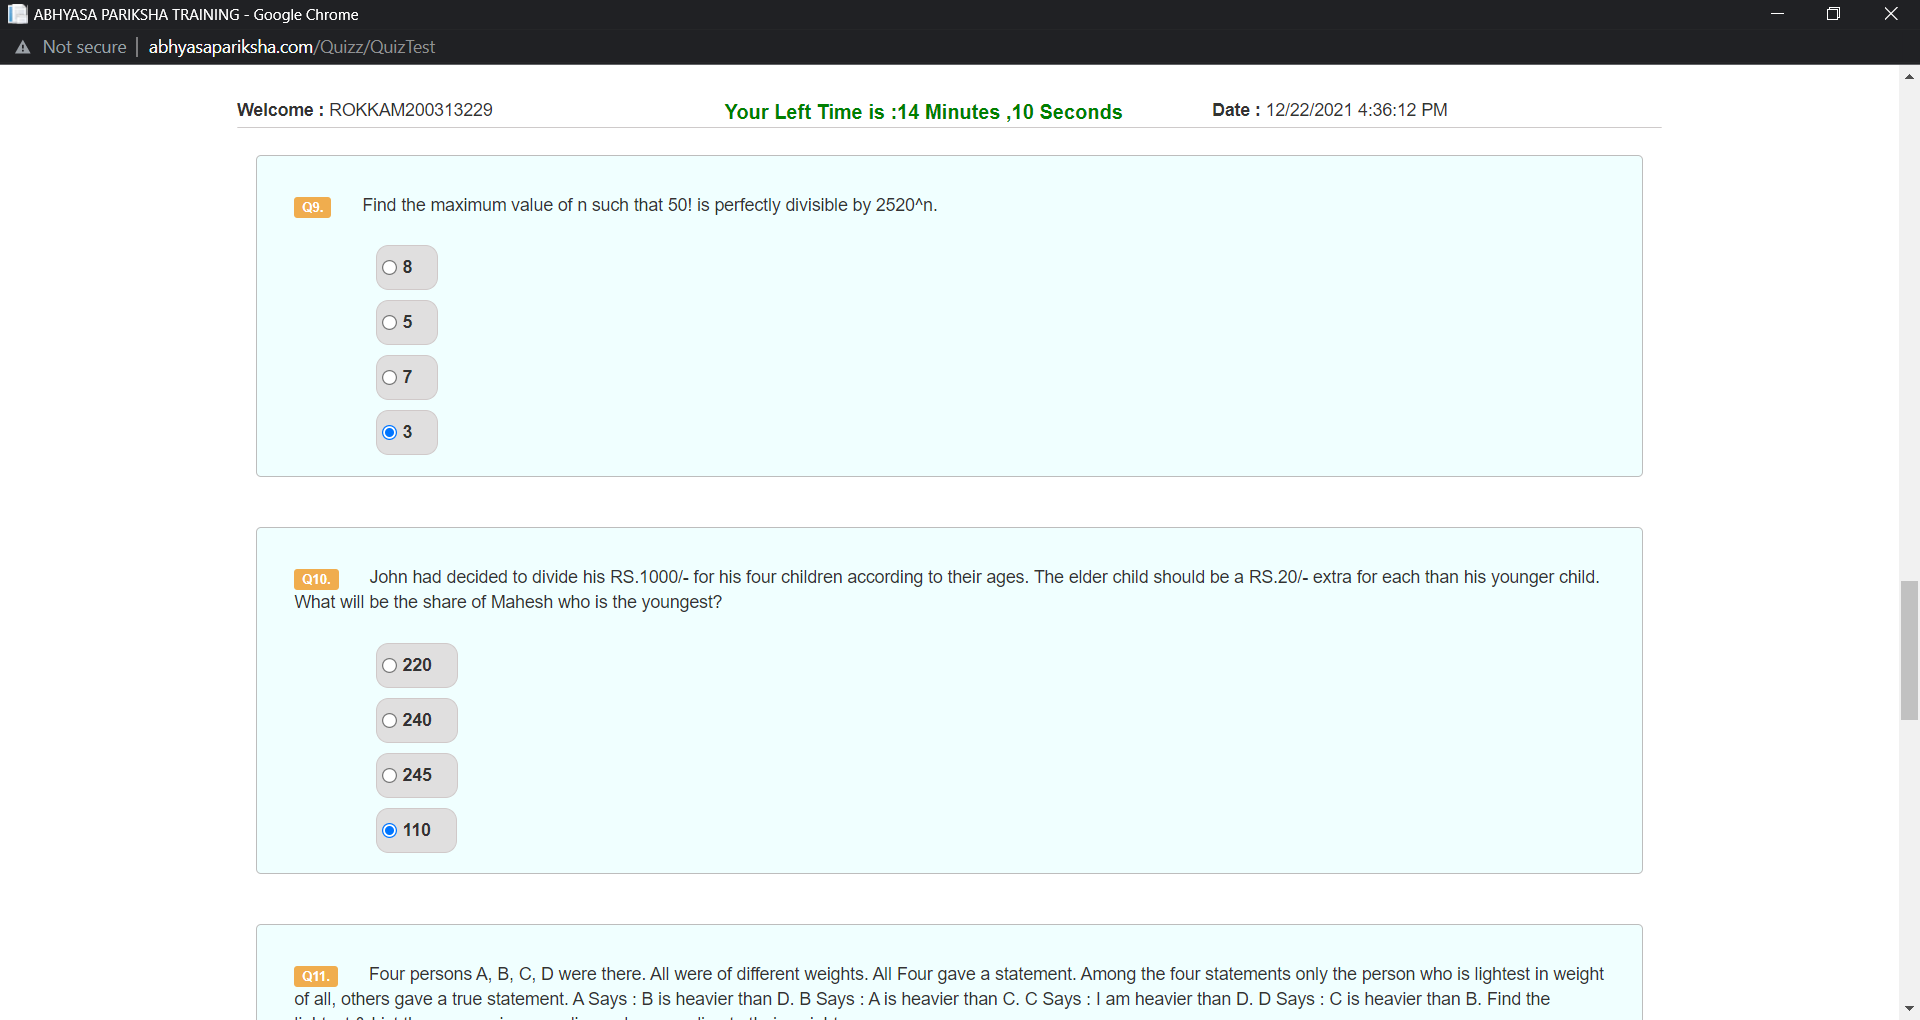 ABHYASA PARIKSHA TRAINING - Google Chrome
Not secure | abhyasapariksha.com/Quizz/QuizTest
Welcome : ROKKAM200313229 Your Left Time is :14 Minutes ,10 Seconds Date : 12/22/2021 4:36:12 PM
Q9. Find the maximum value of n such that 50! is perfectly divisible by 2520^n.
8
5
7
3
Q10. John had decided to divide his RS.1000/- for his four children according to their ages. The elder child should be a RS.20/- extra for each than his younger child.
What will be the share of Mahesh who is the youngest?
220
240
245
110
Q11. Four persons A, B, C, D were there. All were of different weights. All Four gave a statement. Among the four statements only the person who is lightest in weight
of all, others gave a true statement. A Says : B is heavier than D. B Says : A is heavier than C. C Says : I am heavier than D. D Says : C is heavier than B. Find the